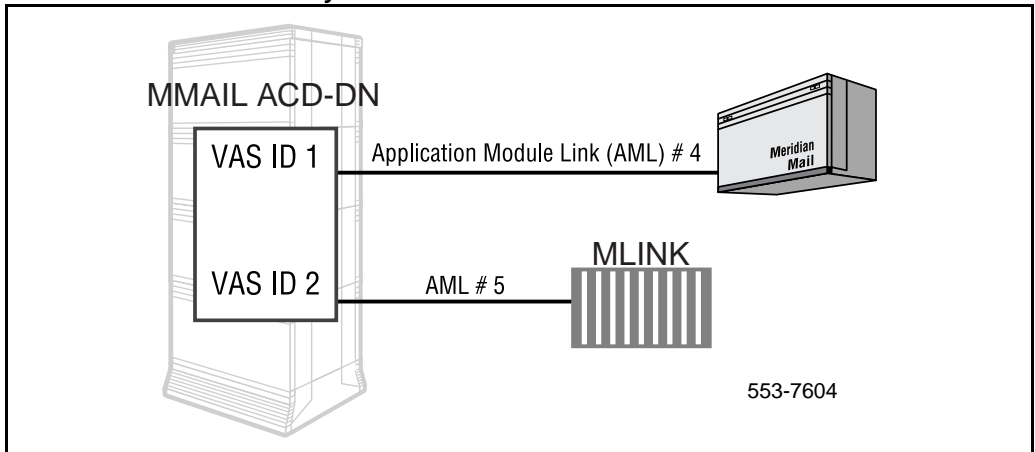 MMAIL ACD-DN
VAS ID 1
Application Module Link (AML) # 4
Meridian
Mail
MLINK
VAS ID 2
AML # 5
553-7604